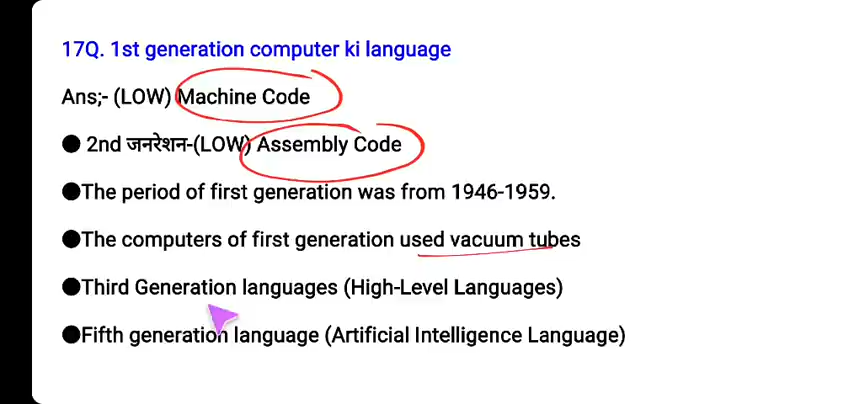 17Q. 1st generation computer ki language
Ans;- (LOW) Machine Code
● 2nd जनरेशन-(LOW) Assembly Code
●The period of first generation was from 1946-1959.
●The computers of first generation used vacuum tubes
●Third Generation languages (High-Level Languages)
●Fifth generation language (Artificial Intelligence Language)